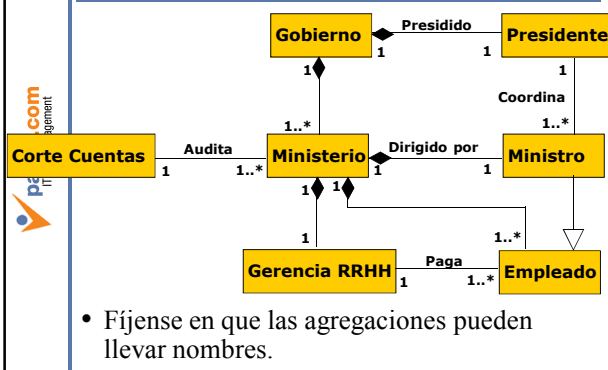 Gobierno
Presidido
Presidente
1
1
1
1
Coordina
1..*
1..*
Corte Cuentas
Audita
Ministerio
Dirigido por
Ministro
1
1..*
1
1
1
1
1
1..*
Gerencia RRHH
Paga
Empleado
1
1..*
.com
• Fíjense en que las agregaciones pueden
llevar nombres.